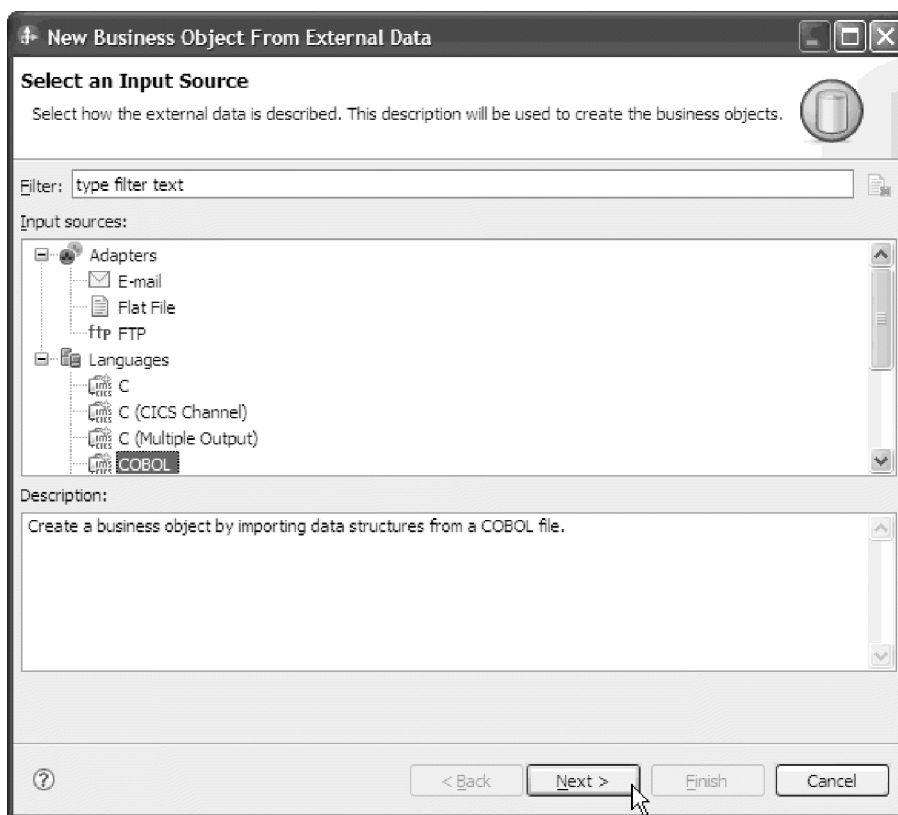 New Business Object From External Data
Select an Input Source
Select how the external data is described. This description will be used to create the business objects.
Filter: type filter text
Input sources:
Adapters
E-mail
Flat File
ftp FTP
Languages
C
C (CICS Channel)
C (Multiple Output)
COBOL
Description:
Create a business object by importing data structures from a COBOL file.
? < Back Next > Finish Cancel